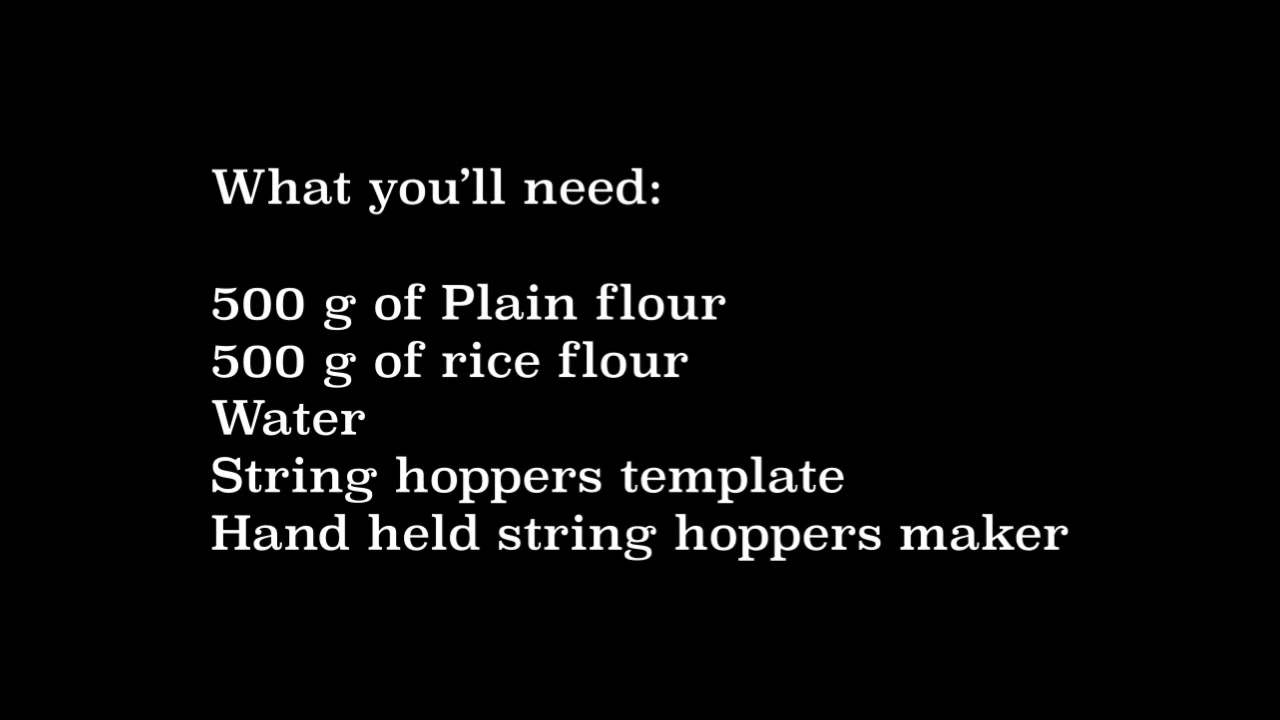 What you’ll need:
500 g of Plain flour
500 g of rice flour
Water
String hoppers template
Hand held string hoppers maker